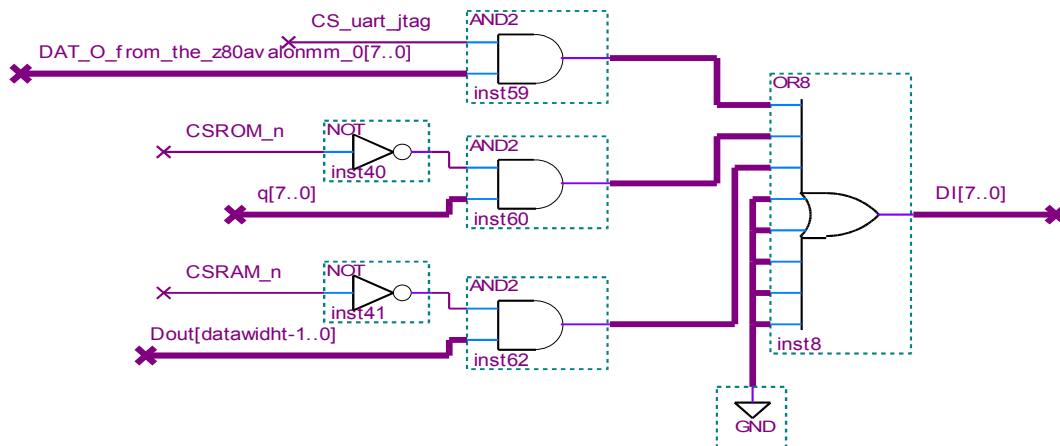 CS_uart_jtag
AND2
DAT_O_from_the_z80avalonmm_0[7..0]
inst59
OR8
CSROM_n
NOT
AND2
inst40
q[7..0]
inst60
DI[7..0]
CSRAM_n
NOT
AND2
inst41
Dout[datawidht-1..0]
inst62
inst8
GND